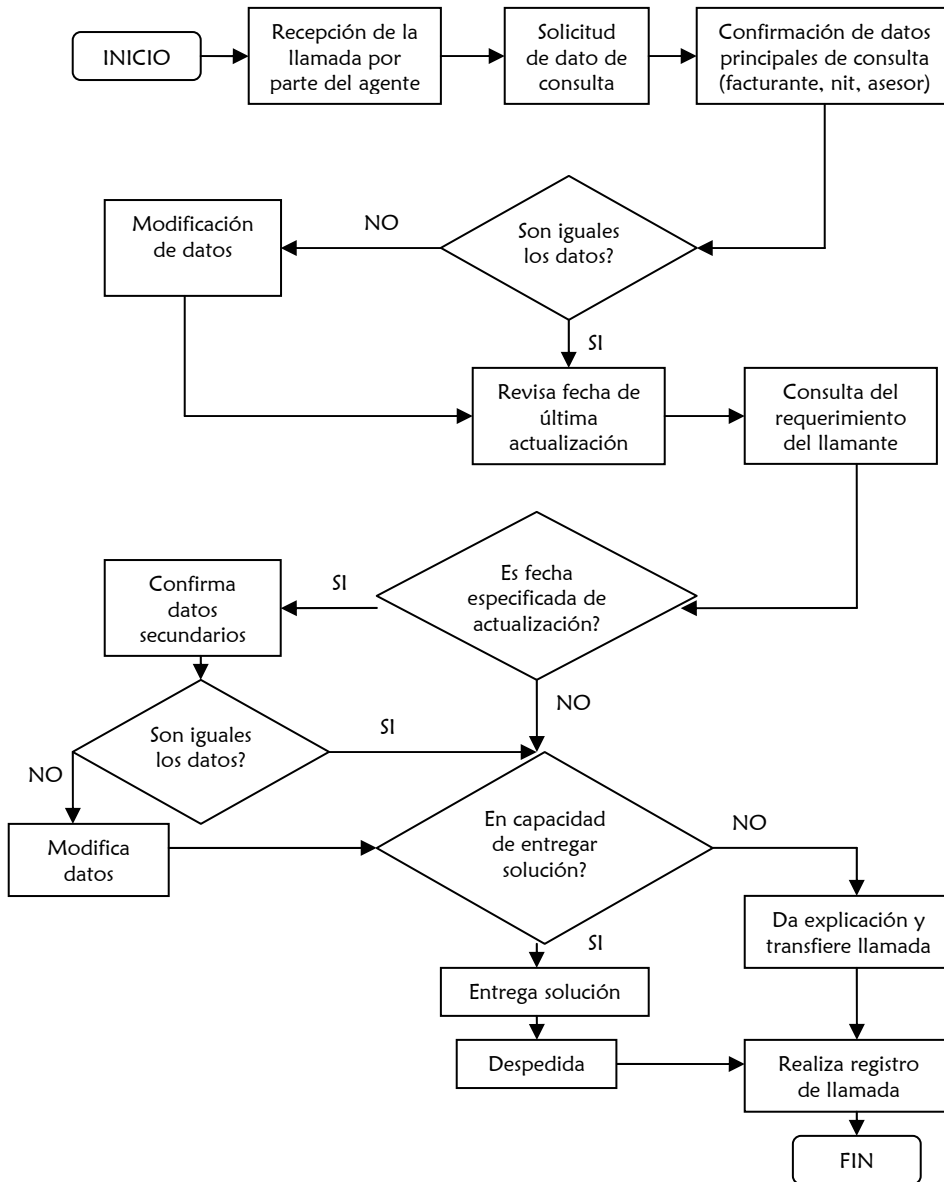 INICIO
Recepción de la
llamada por
parte del agente
Solicitud
de dato de
consulta
Confirmación de datos
principales de consulta
(facturante, nit, asesor)
Son iguales
los datos?
NO
Modificación
de datos
SI
Revisa fecha de
última
actualización
Consulta del
requerimiento
del llamante
Es fecha
especificada de
actualización?
SI
Confirma
datos
secundarios
NO
Son iguales
los datos?
SI
NO
Modifica
datos
En capacidad
de entregar
solución?
NO
Da explicación y
transfiere llamada
SI
Entrega solución
Despedida
Realiza registro
de llamada
FIN